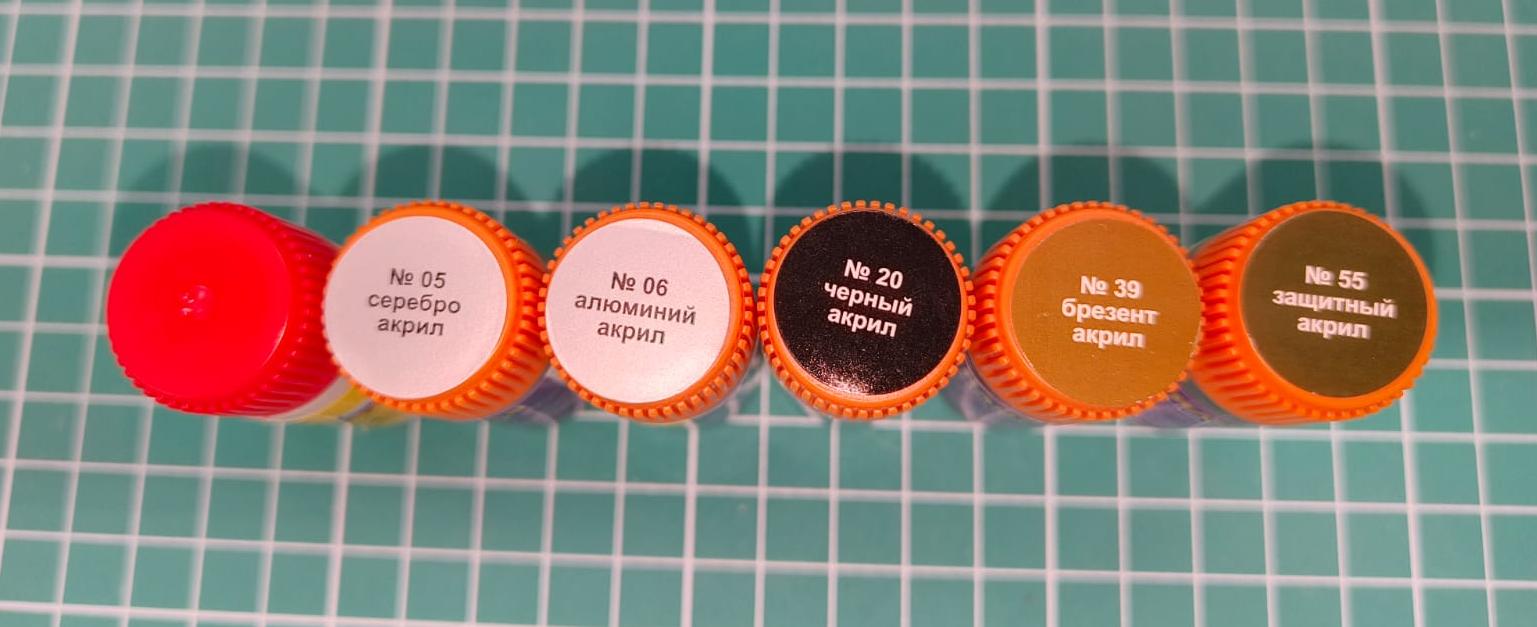 № 05
серебро
акрил
№ 06
алюминий
акрил
№ 20
черный
акрил
№ 39
брезент
акрил
№ 55
защитный
акрил